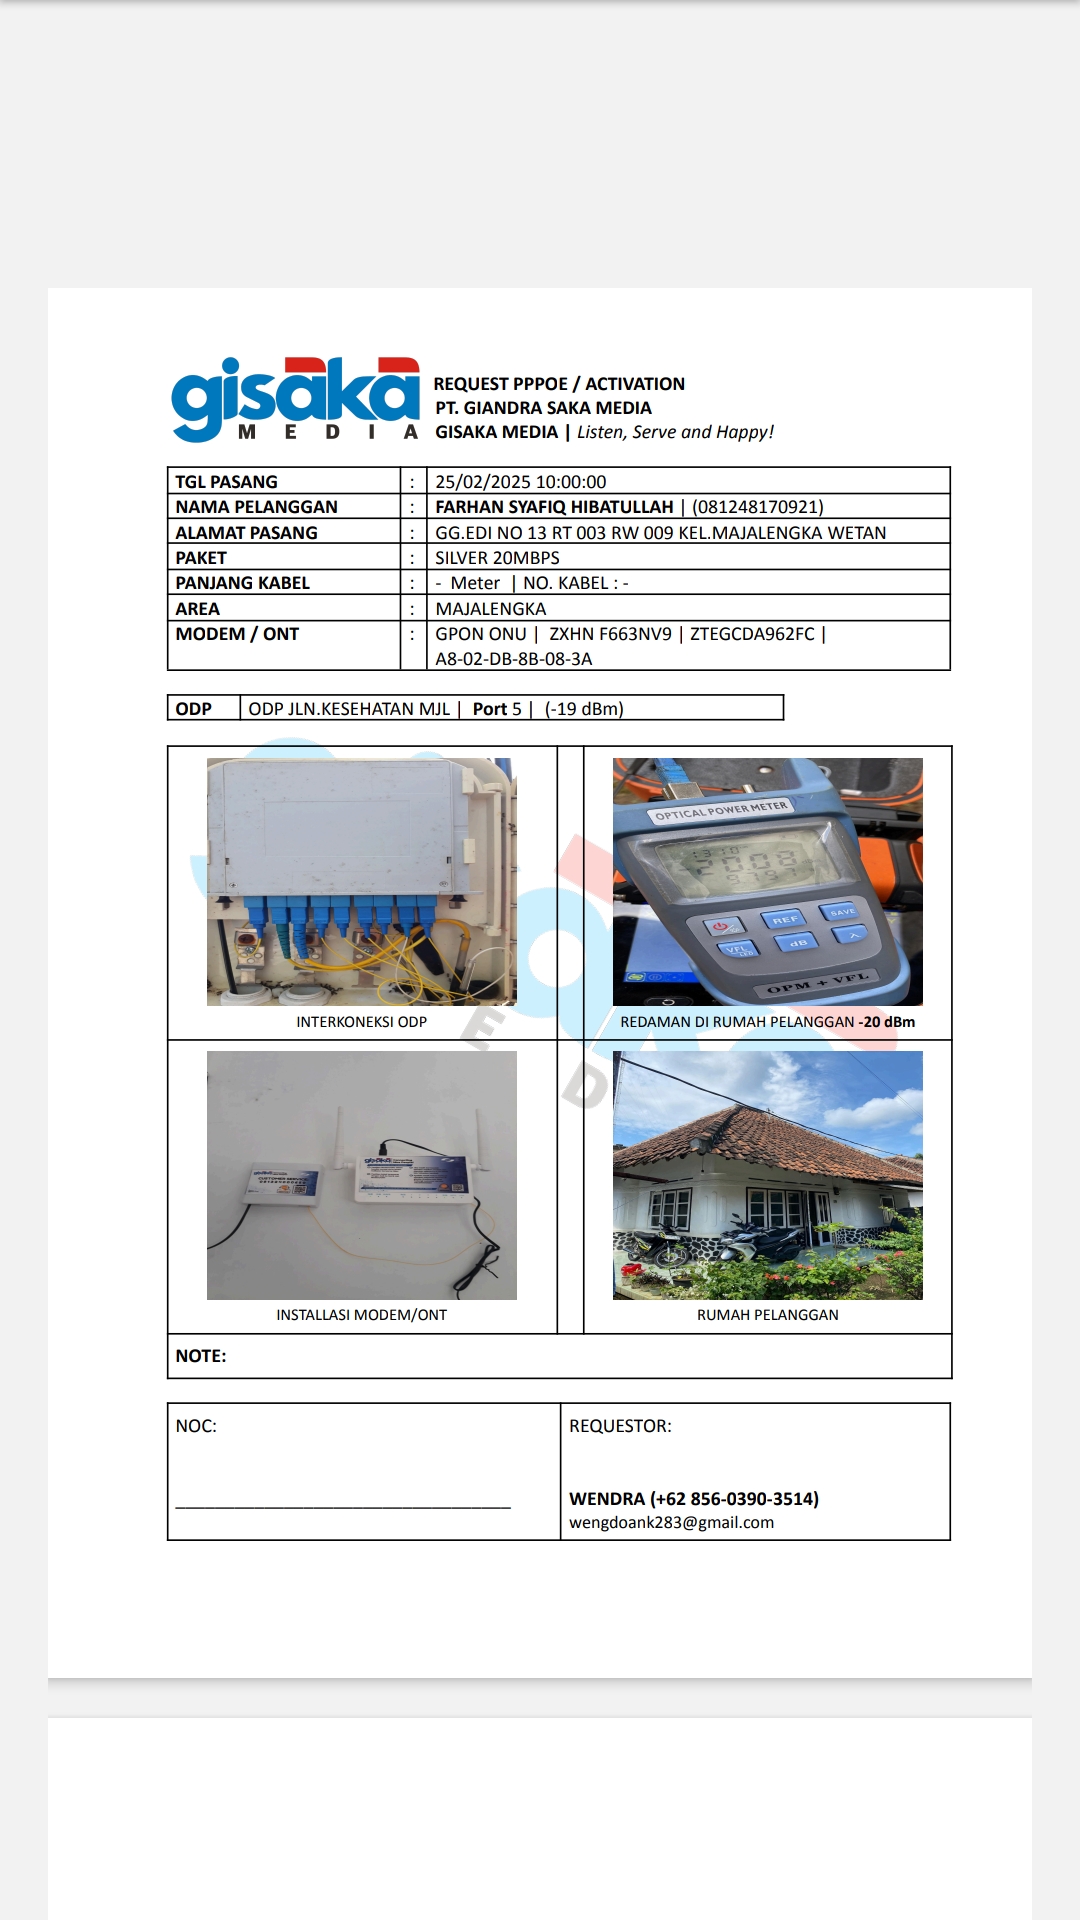 gisaka
MEDIA
REQUEST PPPOE / ACTIVATION
PT. GIANDRA SAKA MEDIA
GISAKA MEDIA | Listen, Serve and Happy!
TGL PASANG : 25/02/2025 10:00:00
NAMA PELANGGAN : FARHAN SYAFIQ HIBATULLAH | (081248170921)
ALAMAT PASANG : GG.EDI NO 13 RT 003 RW 009 KEL.MAJALENGKA WETAN
PAKET : SILVER 20MBPS
PANJANG KABEL : - Meter | NO. KABEL : -
AREA : MAJALENGKA
MODEM / ONT : GPON ONU | ZXHN F663NV9 | ZTEGCDA962FC |
A8-02-DB-8B-08-3A
ODP ODP JLN.KESEHATAN MJL | Port 5 | (-19 dBm)
OPTICAL POWER METER
REF
SAVE
VFL
dB
OPM + VFL
INTERKONEKSI ODP
REDAMAN DI RUMAH PELANGGAN -20 dBm
gisaka
CUSTOMER SERVICE
gisaka
INSTALLASI MODEM/ONT
RUMAH PELANGGAN
NOTE:
NOC:
REQUESTOR:
WENDRA (+62 856-0390-3514)
wengdoank283@gmail.com